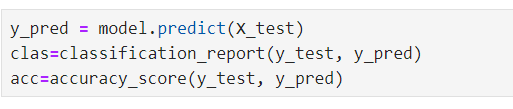 y_pred = model.predict(X_test)
clas=classification_report(y_test, y_pred)
acc=accuracy_score(y_test, y_pred)